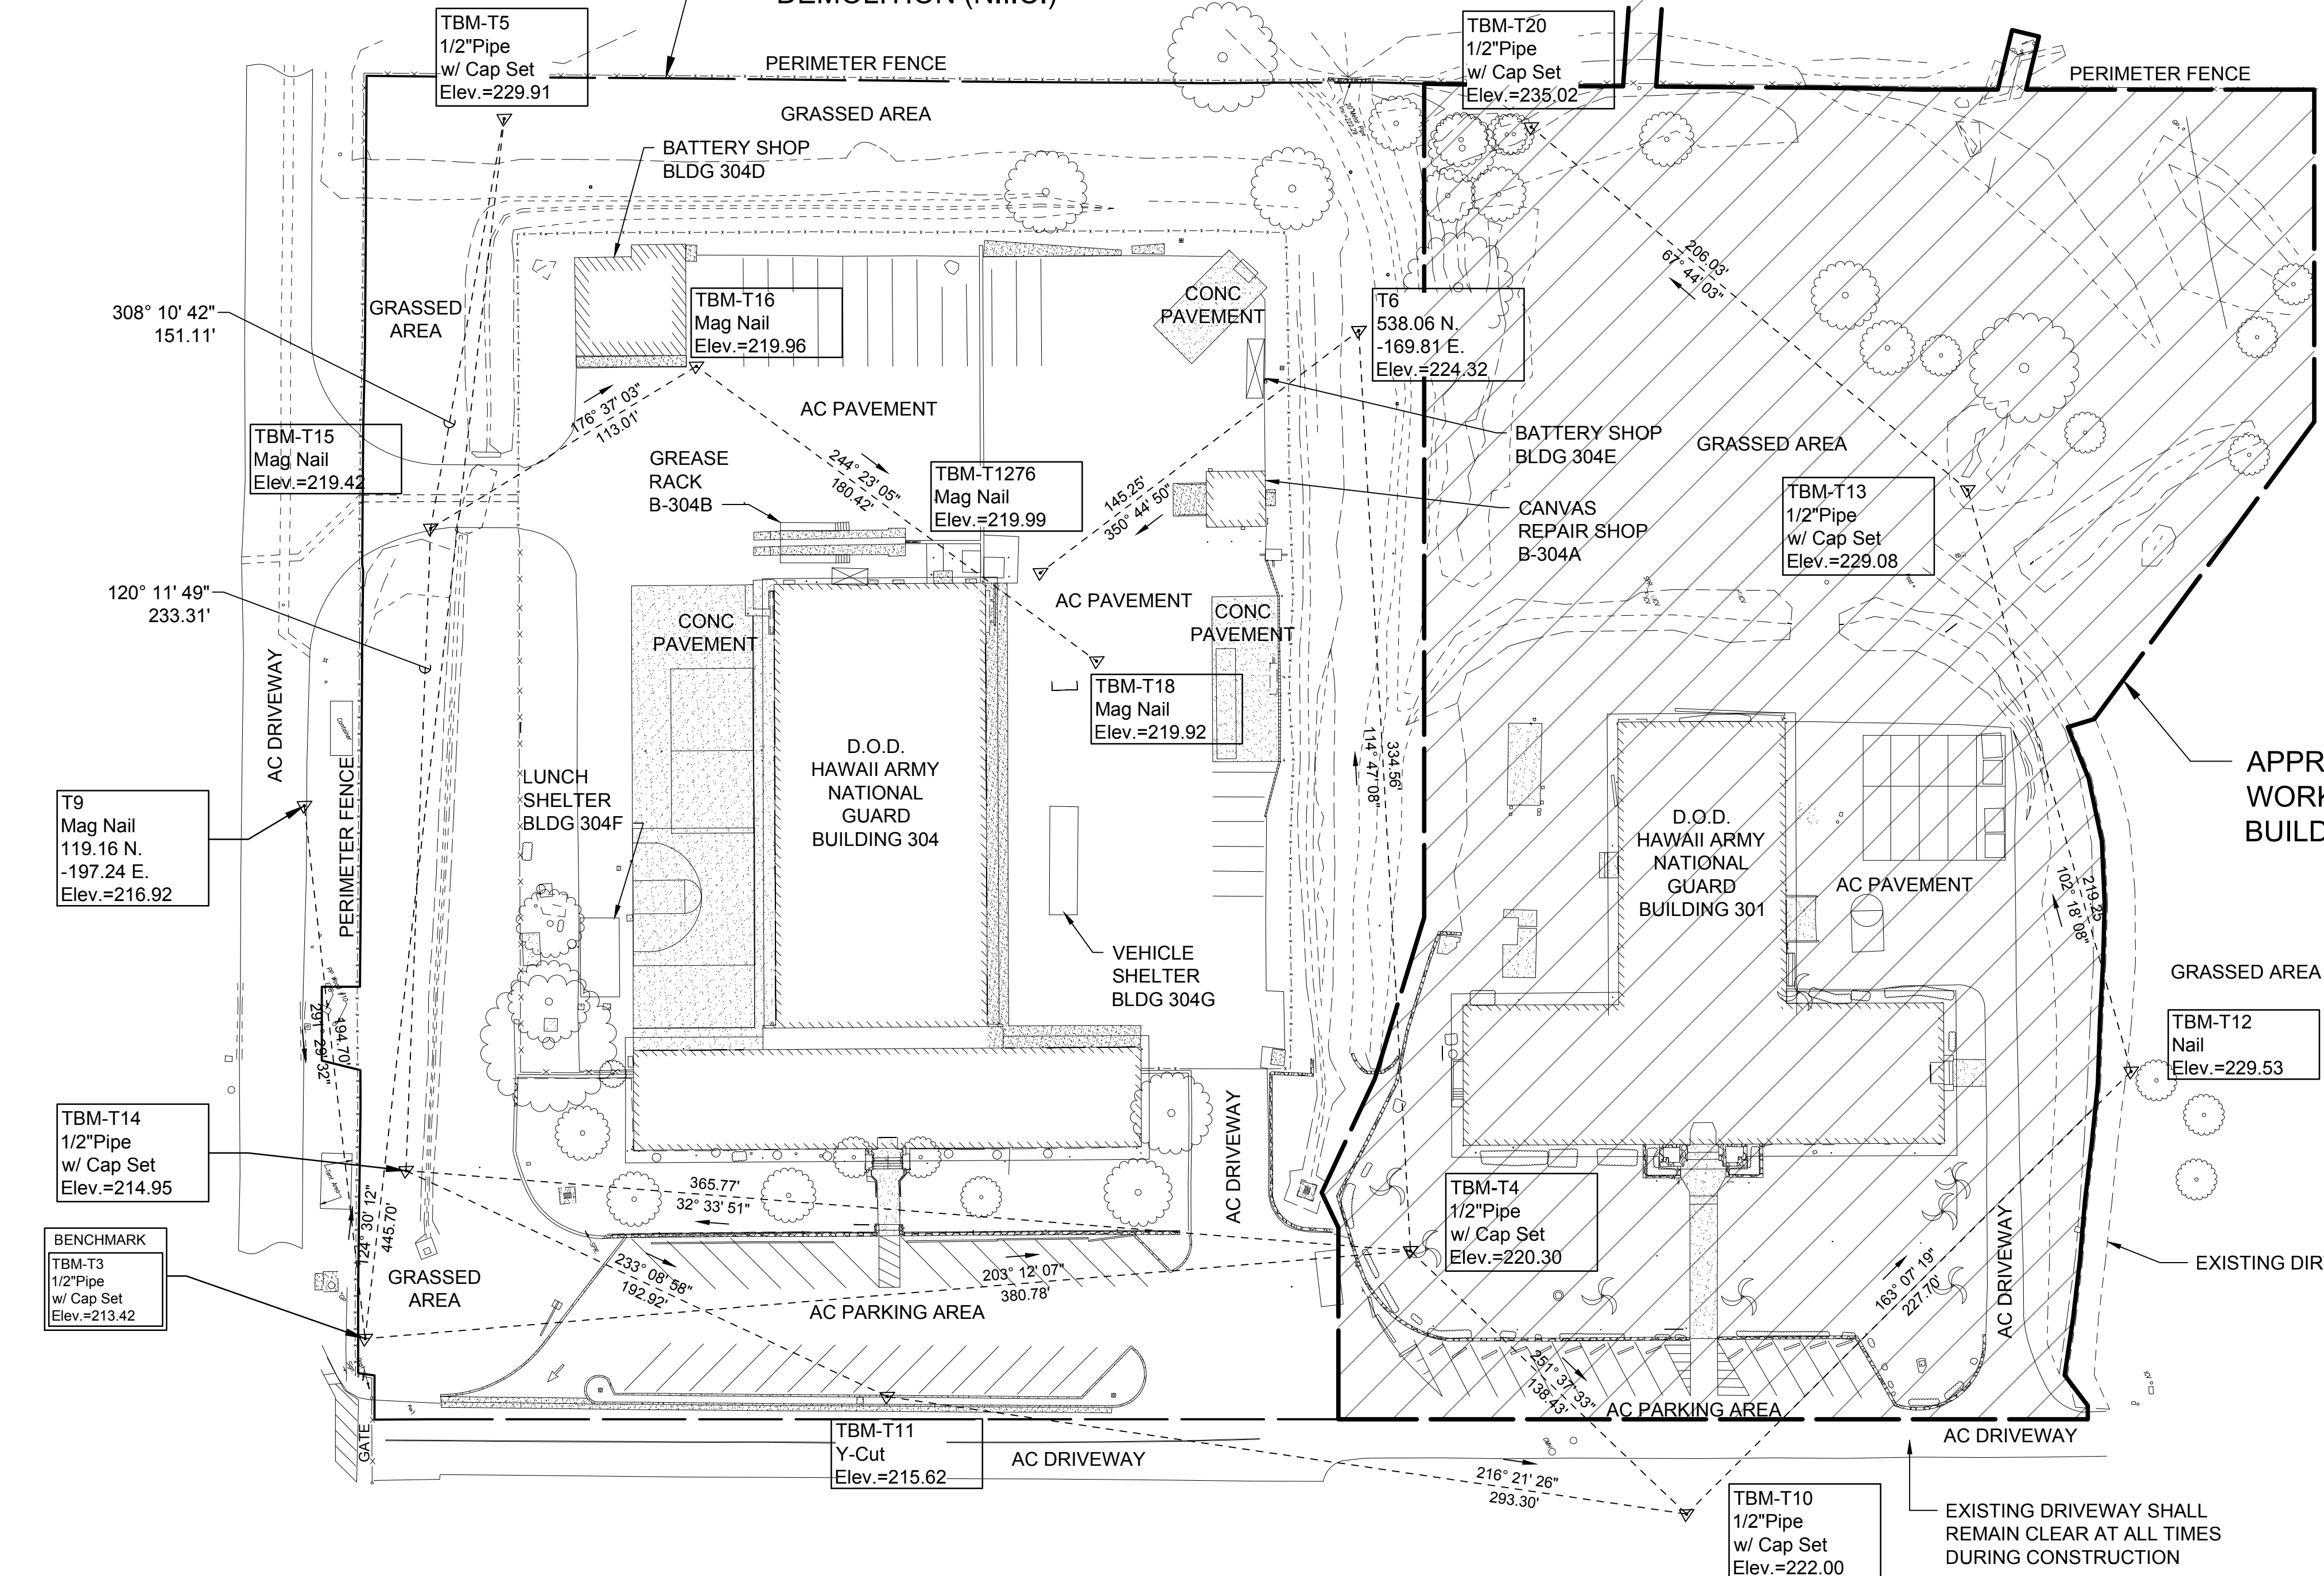 DEMOLITION (N.I.C.)
TBM-T5
1/2"Pipe
w/ Cap Set
Elev.=229.91
PERIMETER FENCE
GRASSED AREA
BATTERY SHOP
BLDG 304D
TBM-T20
1/2"Pipe
w/ Cap Set
Elev.=235.02
PERIMETER FENCE
308° 10' 42"
151.11'
GRASSED
AREA
TBM-T16
Mag Nail
Elev.=219.96
CONC
PAVEMENT
T6
538.06 N.
-169.81 E.
Elev.=224.32
206.03'
67° 44' 03"
TBM-T15
Mag Nail
Elev.=219.42
176° 37' 03"
113.01'
AC PAVEMENT
GREASE
RACK
B-304B
244° 23' 05"
180.42'
TBM-T1276
Mag Nail
Elev.=219.99
145.25'
350° 44' 50"
BATTERY SHOP
BLDG 304E
GRASSED AREA
CANVAS
REPAIR SHOP
B-304A
TBM-T13
1/2"Pipe
w/ Cap Set
Elev.=229.08
120° 11' 49"
233.31'
CONC
PAVEMENT
AC PAVEMENT
CONC
PAVEMENT
AC DRIVEWAY
Container
PERIMETER FENCE
TBM-T18
Mag Nail
Elev.=219.92
D.O.D.
HAWAII ARMY
NATIONAL
GUARD
BUILDING 304
LUNCH
SHELTER
BLDG 304F
334.56'
114° 47' 08"
D.O.D.
HAWAII ARMY
NATIONAL
GUARD
BUILDING 301
AC PAVEMENT
APPR
WORK
BUILD
T9
Mag Nail
119.16 N.
-197.24 E.
Elev.=216.92
219.25'
102° 18' 08"
VEHICLE
SHELTER
BLDG 304G
GRASSED AREA
494.70'
291° 29' 32"
TBM-T12
Nail
Elev.=229.53
TBM-T14
1/2"Pipe
w/ Cap Set
Elev.=214.95
AC DRIVEWAY
365.77'
32° 33' 51"
TBM-T4
1/2"Pipe
w/ Cap Set
Elev.=220.30
124° 30' 12"
445.70'
BENCHMARK
TBM-T3
1/2"Pipe
w/ Cap Set
Elev.=213.42
GRASSED
AREA
233° 08' 58"
192.92'
203° 12' 07"
380.78'
AC PARKING AREA
163° 07' 19"
227.70'
AC DRIVEWAY
EXISTING DIR
251° 37' 33"
138.43'
AC PARKING AREA
GATE
TBM-T11
Y-Cut
Elev.=215.62
AC DRIVEWAY
AC DRIVEWAY
216° 21' 26"
293.30'
TBM-T10
1/2"Pipe
w/ Cap Set
Elev.=222.00
EXISTING DRIVEWAY SHALL
REMAIN CLEAR AT ALL TIMES
DURING CONSTRUCTION